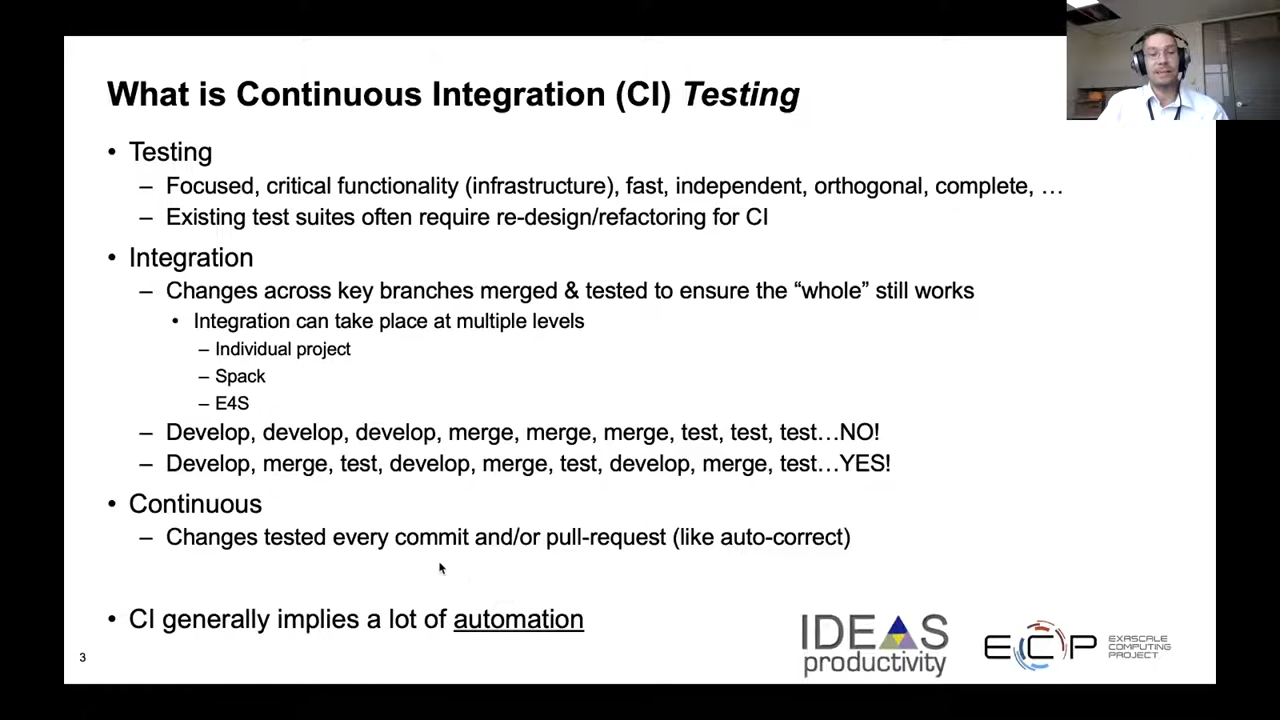 What is Continuous Integration (CI) Testing
• Testing
– Focused, critical functionality (infrastructure), fast, independent, orthogonal, complete, …
– Existing test suites often require re-design/refactoring for CI
• Integration
– Changes across key branches merged & tested to ensure the “whole” still works
• Integration can take place at multiple levels
– Individual project
– Spack
– E4S
– Develop, develop, develop, merge, merge, merge, test, test, test…NO!
– Develop, merge, test, develop, merge, test, develop, merge, test…YES!
• Continuous
– Changes tested every commit and/or pull-request (like auto-correct)
• CI generally implies a lot of automation
3
IDEAS
productivity
ECP
EXASCALE
COMPUTING
PROJECT